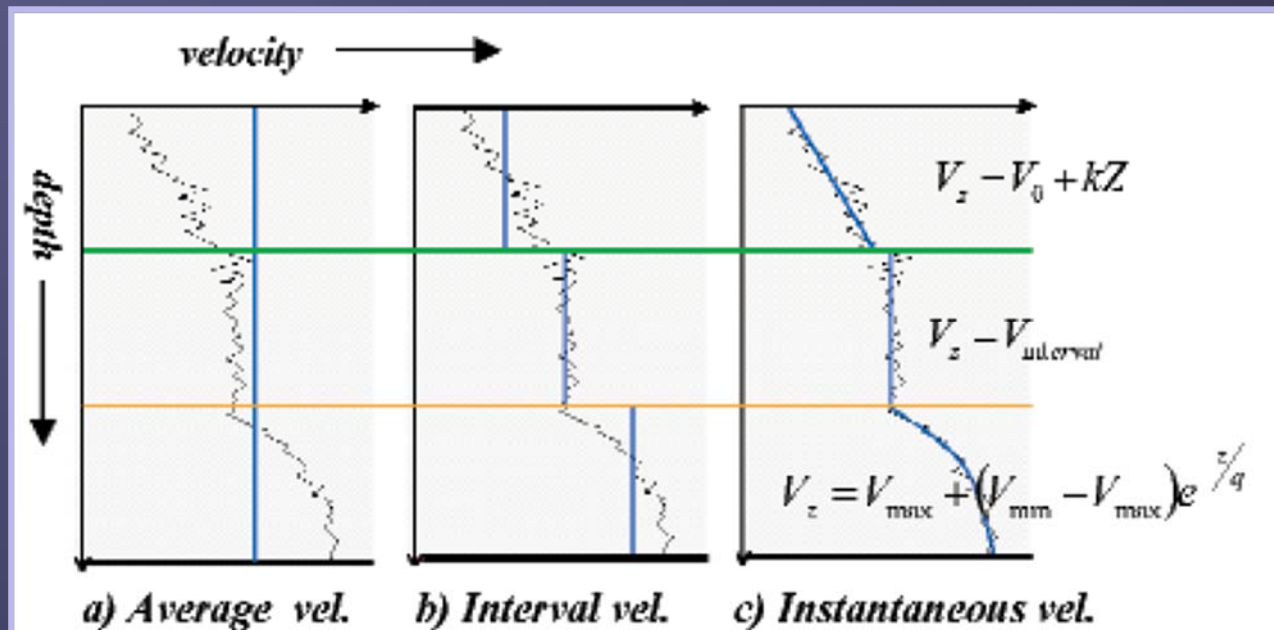 velocity
depth
V_z − V_0 + kZ
V_z − V_interval
V_z = V_max + (V_min − V_max)e^{z/q}
a) Average vel.
b) Interval vel.
c) Instantaneous vel.